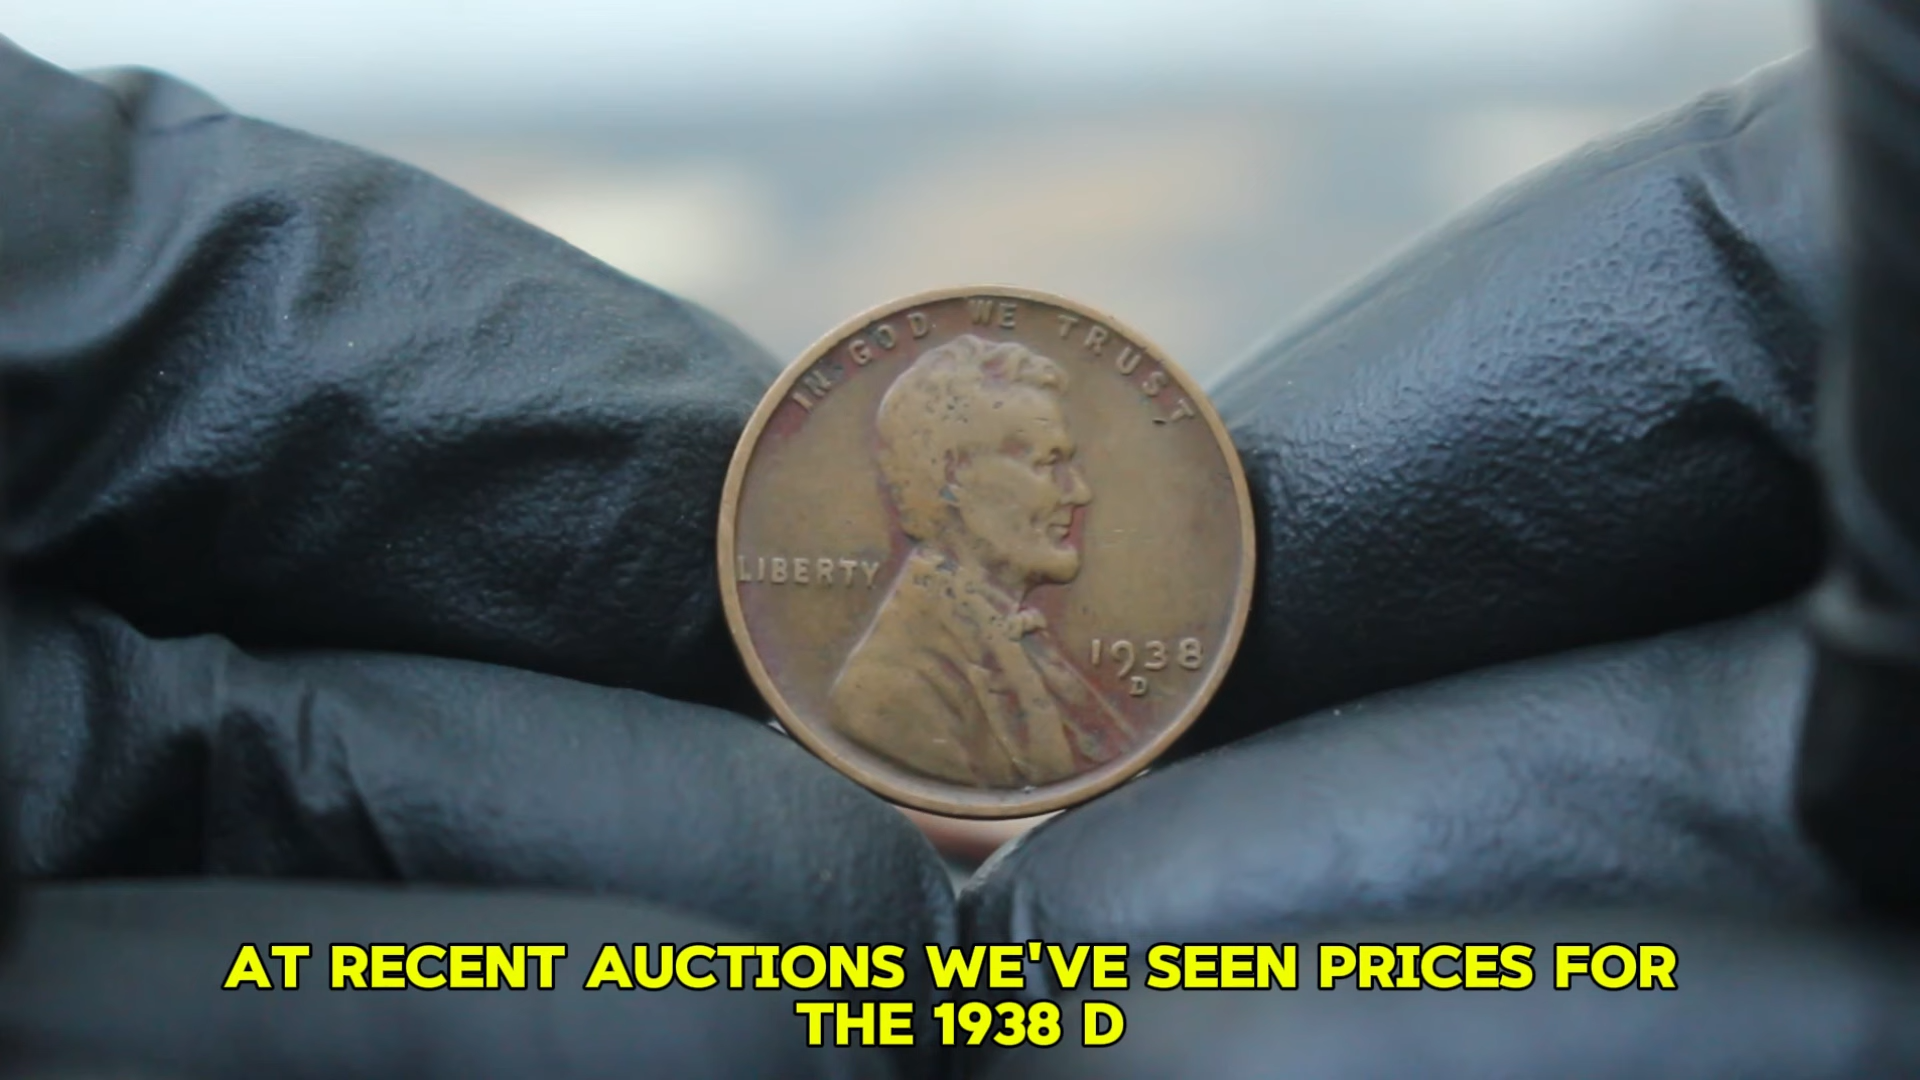 IN GOD WE TRUST
LIBERTY
1938
D
AT RECENT AUCTIONS WE'VE SEEN PRICES FOR
THE 1938 D